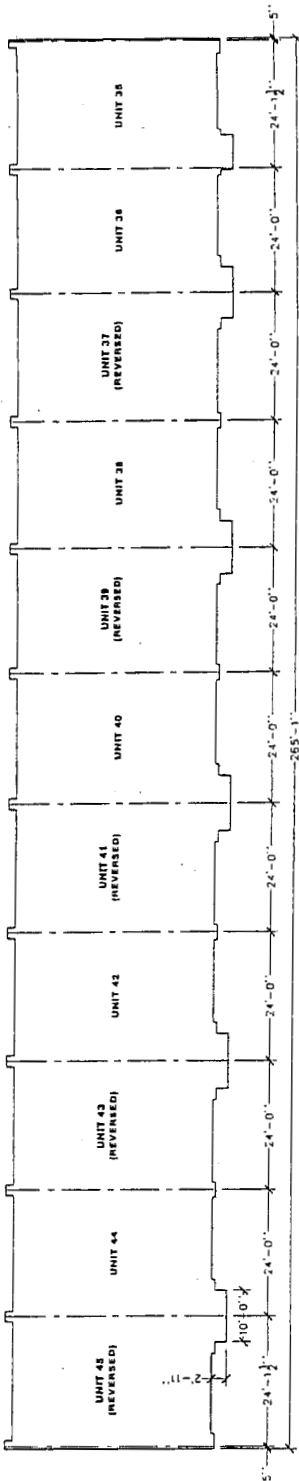 UNIT 45
(REVERSED)
UNIT 44
UNIT 43
(REVERSED)
UNIT 42
UNIT 41
(REVERSED)
UNIT 40
UNIT 39
(REVERSED)
UNIT 38
UNIT 37
(REVERSED)
UNIT 36
UNIT 35
2'-11"
10'-0"
5"
24'-1½"
24'-0"
24'-0"
24'-0"
24'-0"
24'-0"
24'-0"
24'-0"
24'-0"
24'-0"
24'-1½"
5"
265'-1"